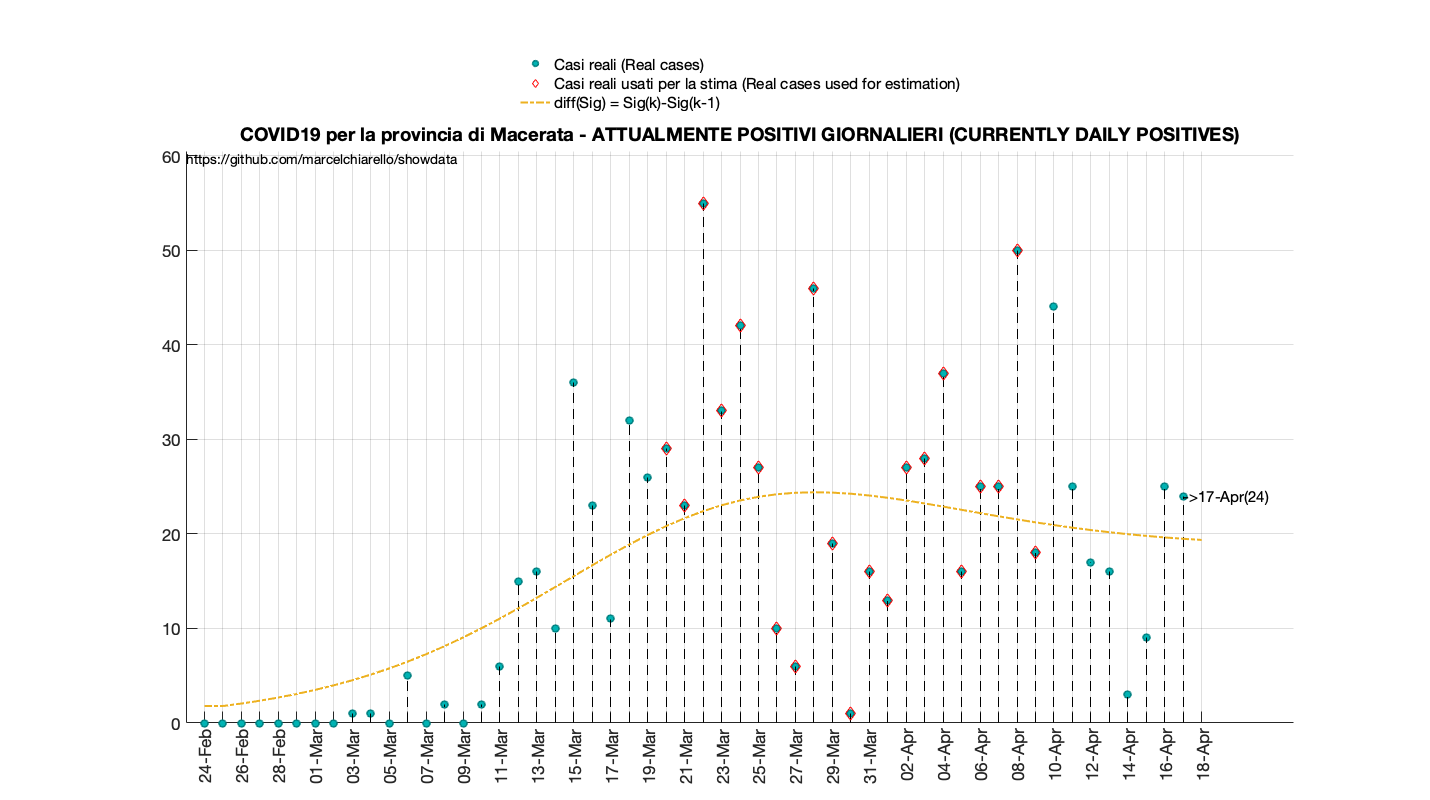 Casi reali (Real cases)
Casi reali usati per la stima (Real cases used for estimation)
diff(Sig) = Sig(k)-Sig(k-1)
COVID19 per la provincia di Macerata - ATTUALMENTE POSITIVI GIORNALIERI (CURRENTLY DAILY POSITIVES)
https://github.com/marcelchiarello/showdata
60
50
40
30
20
10
0
->17-Apr(24)
24-Feb
26-Feb
28-Feb
01-Mar
03-Mar
05-Mar
07-Mar
09-Mar
11-Mar
13-Mar
15-Mar
17-Mar
19-Mar
21-Mar
23-Mar
25-Mar
27-Mar
29-Mar
31-Mar
02-Apr
04-Apr
06-Apr
08-Apr
10-Apr
12-Apr
14-Apr
16-Apr
18-Apr